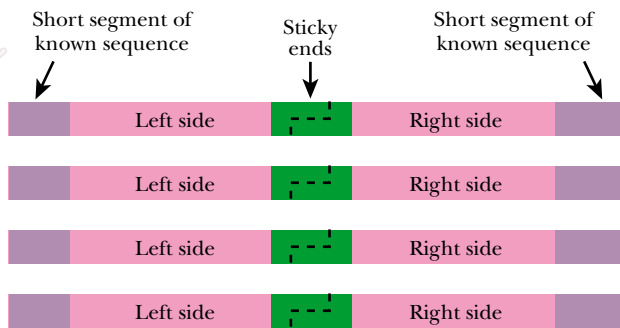 Short segment of
known sequence
Sticky
ends
Short segment of
known sequence
Left side
Right side
Left side
Right side
Left side
Right side
Left side
Right side